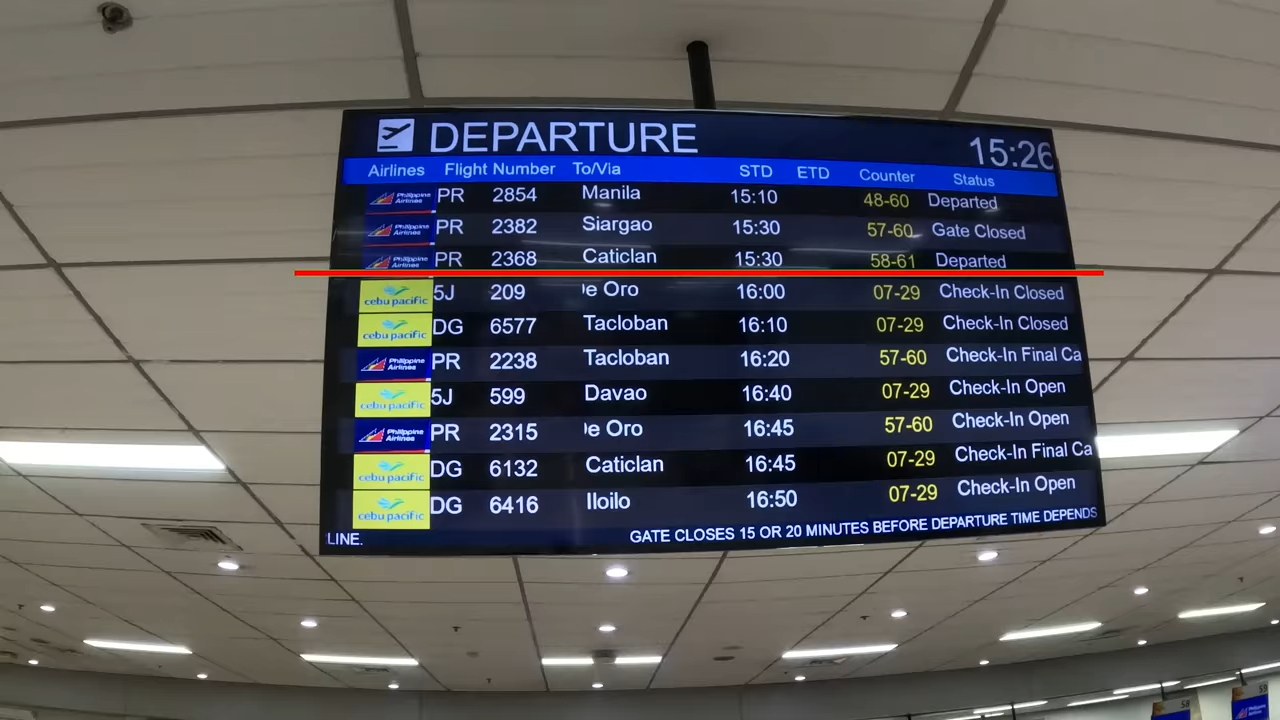 DEPARTURE 15:26
Airlines Flight Number To/Via STD ETD Counter Status
Philippine Airlines PR 2854 Manila 15:10 48-60 Departed
Philippine Airlines PR 2382 Siargao 15:30 57-60 Gate Closed
Philippine Airlines PR 2368 Caticlan 15:30 58-61 Departed
cebu pacific 5J 209 e Oro 16:00 07-29 Check-In Closed
cebu pacific DG 6577 Tacloban 16:10 07-29 Check-In Closed
Philippine Airlines PR 2238 Tacloban 16:20 57-60 Check-In Final Ca
cebu pacific 5J 599 Davao 16:40 07-29 Check-In Open
Philippine Airlines PR 2315 e Oro 16:45 57-60 Check-In Open
cebu pacific DG 6132 Caticlan 16:45 07-29 Check-In Final Ca
cebu pacific DG 6416 Iloilo 16:50 07-29 Check-In Open
LINE. GATE CLOSES 15 OR 20 MINUTES BEFORE DEPARTURE TIME DEPENDS
58
Philippine Airlines